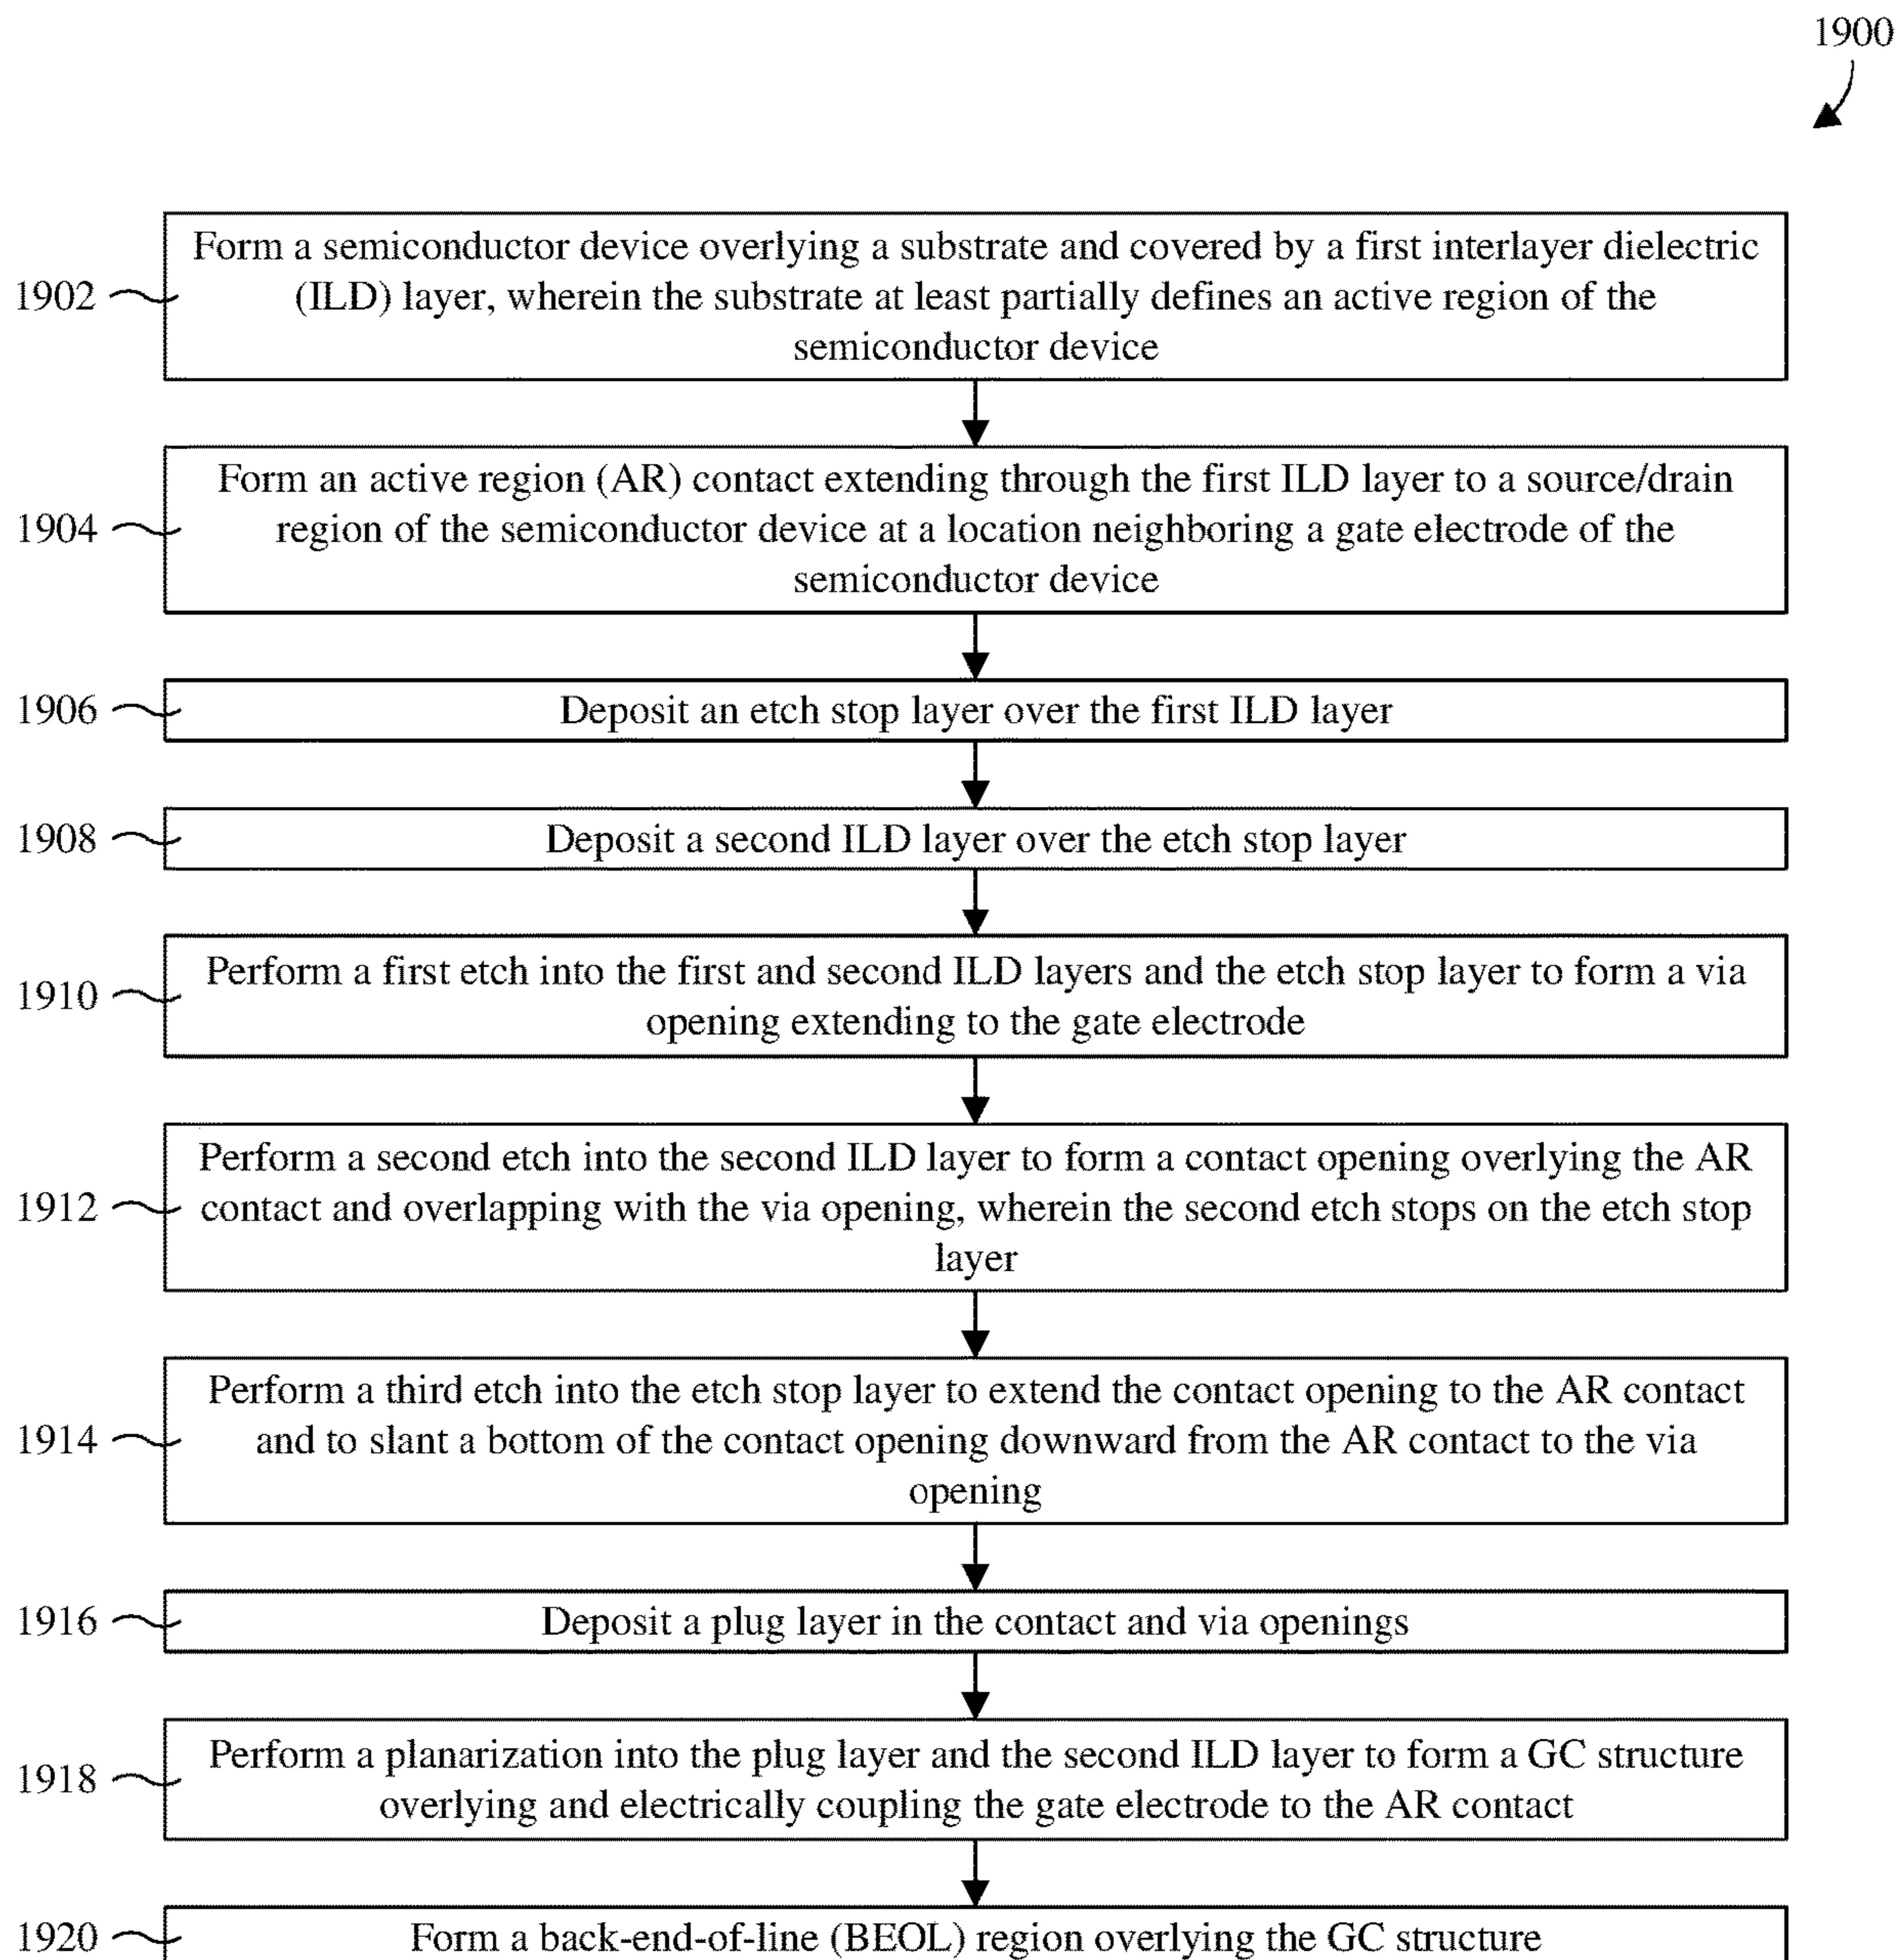 1900
Form a semiconductor device overlying a substrate and covered by a first interlayer dielectric
1902
(ILD) layer, wherein the substrate at least partially defines an active region of the
semiconductor device
Form an active region (AR) contact extending through the first ILD layer to a source/drain
1904
region of the semiconductor device at a location neighboring a gate electrode of the
semiconductor device
1906
Deposit an etch stop layer over the first ILD layer
1908
Deposit a second ILD layer over the etch stop layer
1910
Perform a first etch into the first and second ILD layers and the etch stop layer to form a via
opening extending to the gate electrode
Perform a second etch into the second ILD layer to form a contact opening overlying the AR
1912
contact and overlapping with the via opening, wherein the second etch stops on the etch stop
layer
Perform a third etch into the etch stop layer to extend the contact opening to the AR contact
1914
and to slant a bottom of the contact opening downward from the AR contact to the via
opening
1916
Deposit a plug layer in the contact and via openings
1918
Perform a planarization into the plug layer and the second ILD layer to form a GC structure
overlying and electrically coupling the gate electrode to the AR contact
1920
Form a back-end-of-line (BEOL) region overlying the GC structure